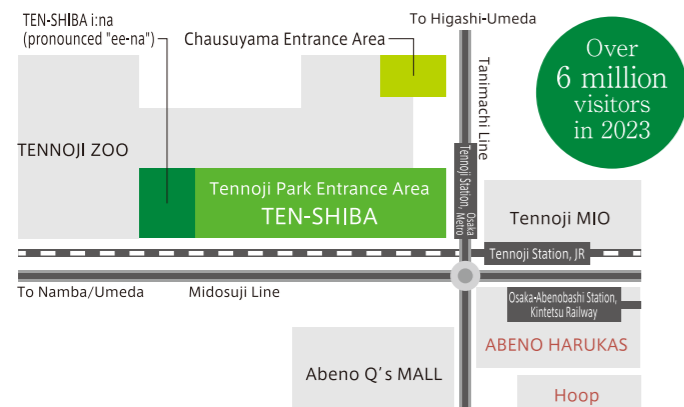 TEN-SHIBA i:na
(pronounced "ee-na")
Chausuyama Entrance Area
To Higashi-Umeda
Tanimachi Line
Over
6 million
visitors
in 2023
TENNOJI ZOO
Tennoji Park Entrance Area
TEN-SHIBA
Tennoji Station, Osaka
Metro
Tennoji MIO
Tennoji Station, JR
To Namba/Umeda
Midosuji Line
Osaka-Abenobashi Station,
Kintetsu Railway
ABENO HARUKAS
Abeno Q's MALL
Hoop